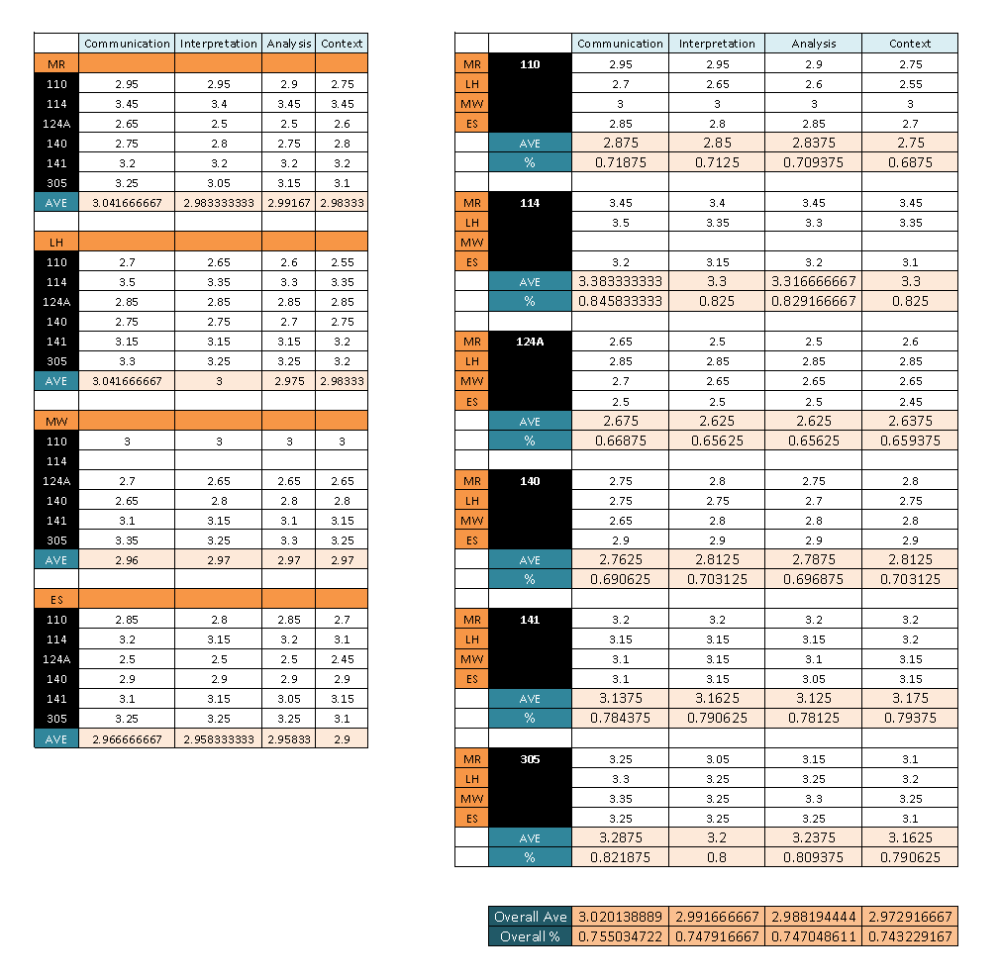 Communication Interpretation Analysis Context
MR
110 2.95 2.95 2.9 2.75
114 3.45 3.4 3.45 3.45
124A 2.65 2.5 2.5 2.6
140 2.75 2.8 2.75 2.8
141 3.2 3.2 3.2 3.2
305 3.25 3.05 3.15 3.1
AVE 3.041666667 2.983333333 2.99167 2.98333
LH
110 2.7 2.65 2.6 2.55
114 3.5 3.35 3.3 3.35
124A 2.85 2.85 2.85 2.85
140 2.75 2.75 2.7 2.75
141 3.15 3.15 3.15 3.2
305 3.3 3.25 3.25 3.2
AVE 3.041666667 3 2.975 2.98333
MW
110 3 3 3 3
114
124A 2.7 2.65 2.65 2.65
140 2.65 2.8 2.8 2.8
141 3.1 3.15 3.1 3.15
305 3.35 3.25 3.3 3.25
AVE 2.96 2.97 2.97 2.97
ES
110 2.85 2.8 2.85 2.7
114 3.2 3.15 3.2 3.1
124A 2.5 2.5 2.5 2.45
140 2.9 2.9 2.9 2.9
141 3.1 3.15 3.05 3.15
305 3.25 3.25 3.25 3.1
AVE 2.966666667 2.958333333 2.95833 2.9
Communication Interpretation Analysis Context
MR 110 2.95 2.95 2.9 2.75
LH 2.7 2.65 2.6 2.55
MW 3 3 3 3
ES 2.85 2.8 2.85 2.7
AVE 2.875 2.85 2.8375 2.75
% 0.71875 0.7125 0.709375 0.6875
MR 114 3.45 3.4 3.45 3.45
LH 3.5 3.35 3.3 3.35
MW
ES 3.2 3.15 3.2 3.1
AVE 3.383333333 3.3 3.316666667 3.3
% 0.845833333 0.825 0.829166667 0.825
MR 124A 2.65 2.5 2.5 2.6
LH 2.85 2.85 2.85 2.85
MW 2.7 2.65 2.65 2.65
ES 2.5 2.5 2.5 2.45
AVE 2.675 2.625 2.625 2.6375
% 0.66875 0.65625 0.65625 0.659375
MR 140 2.75 2.8 2.75 2.8
LH 2.75 2.75 2.7 2.75
MW 2.65 2.8 2.8 2.8
ES 2.9 2.9 2.9 2.9
AVE 2.7625 2.8125 2.7875 2.8125
% 0.690625 0.703125 0.696875 0.703125
MR 141 3.2 3.2 3.2 3.2
LH 3.15 3.15 3.15 3.2
MW 3.1 3.15 3.1 3.15
ES 3.1 3.15 3.05 3.15
AVE 3.1375 3.1625 3.125 3.175
% 0.784375 0.790625 0.78125 0.79375
MR 305 3.25 3.05 3.15 3.1
LH 3.3 3.25 3.25 3.2
MW 3.35 3.25 3.3 3.25
ES 3.25 3.25 3.25 3.1
AVE 3.2875 3.2 3.2375 3.1625
% 0.821875 0.8 0.809375 0.790625
Overall Ave 3.020138889 2.991666667 2.988194444 2.972916667
Overall % 0.755034722 0.747916667 0.747048611 0.743229167